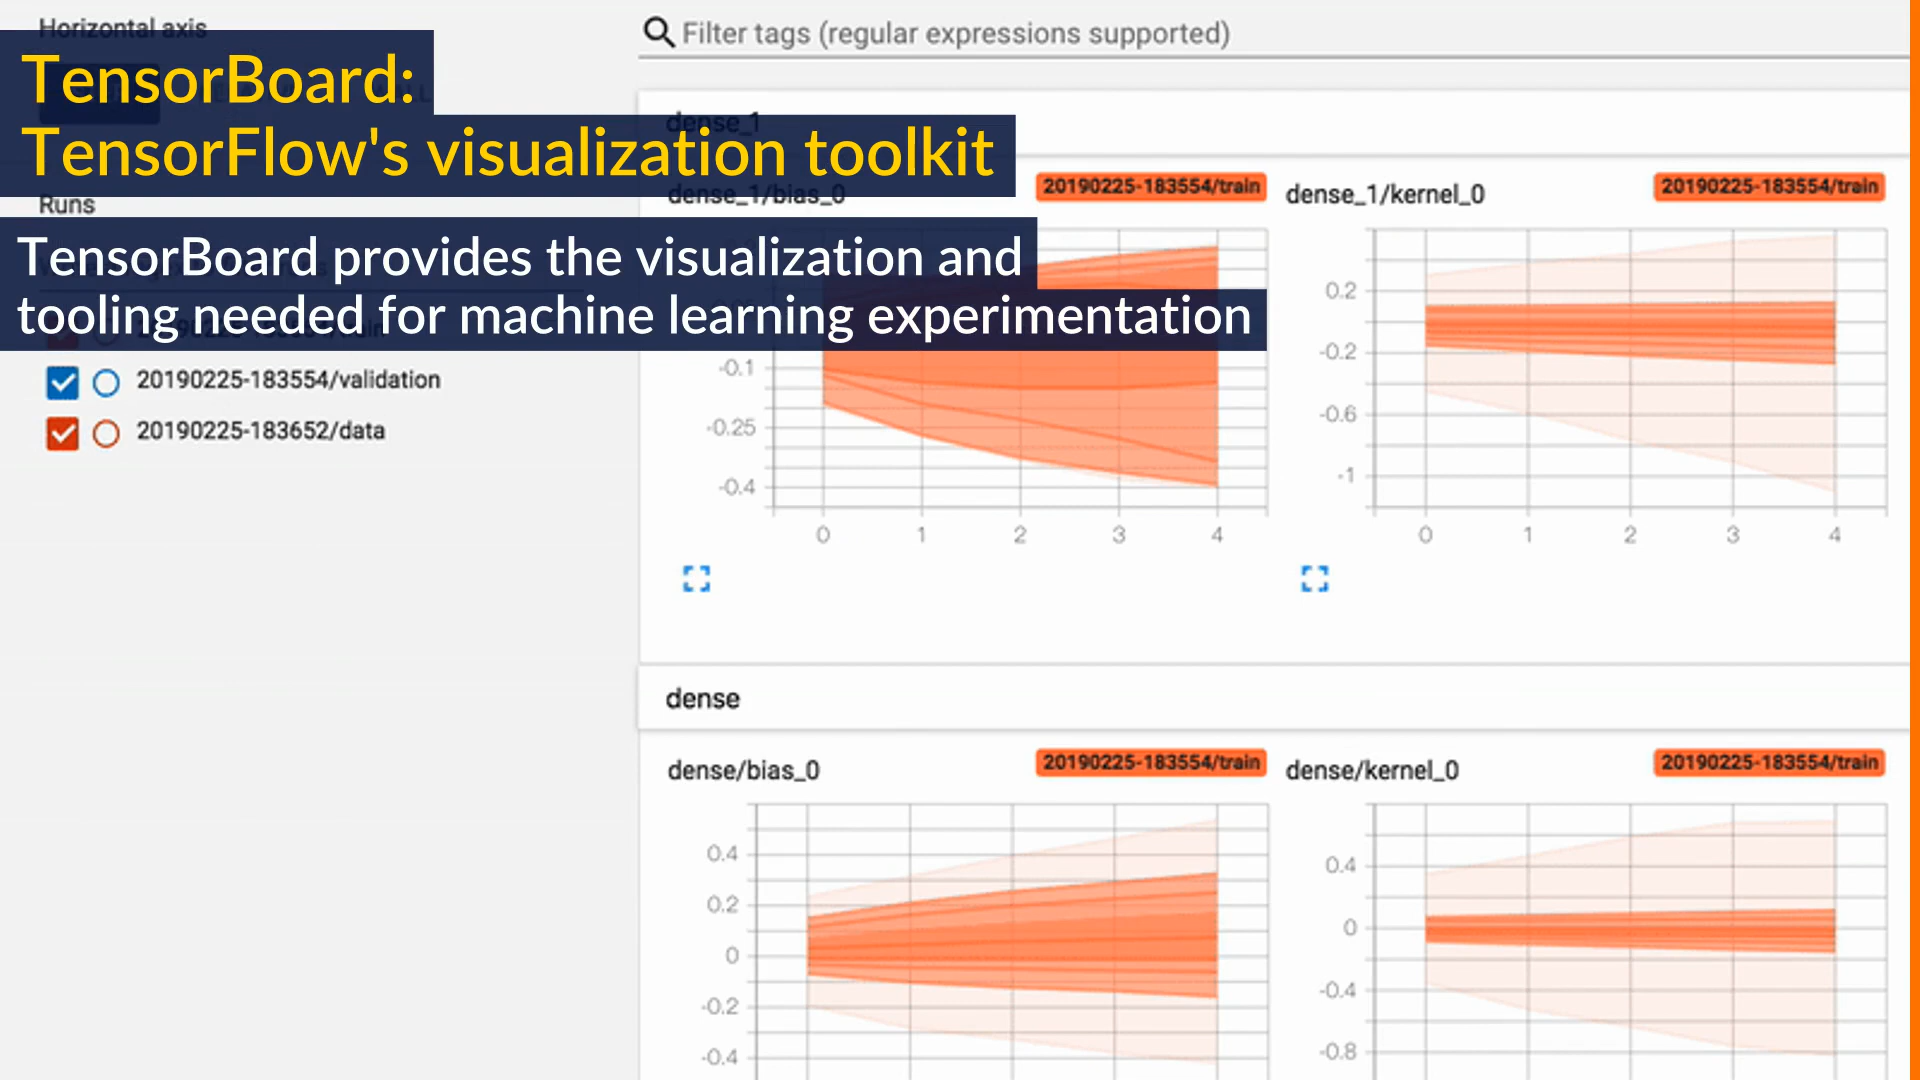 Horizontal axis
Filter tags (regular expressions supported)
TensorBoard:
TensorFlow's visualization toolkit
dense_1
Runs
dense_1/bias_0
20190225-183554/train
dense_1/kernel_0
20190225-183554/train
TensorBoard provides the visualization and
tooling needed for machine learning experimentation
20190225-183554/validation
20190225-183652/data
-0.1
-0.25
-0.4
0 1 2 3 4
0.2
-0.2
-0.6
-1
0 1 2 3 4
dense
dense/bias_0
20190225-183554/train
dense/kernel_0
20190225-183554/train
0.4
0.2
0
-0.2
-0.4
0.4
0
-0.4
-0.8